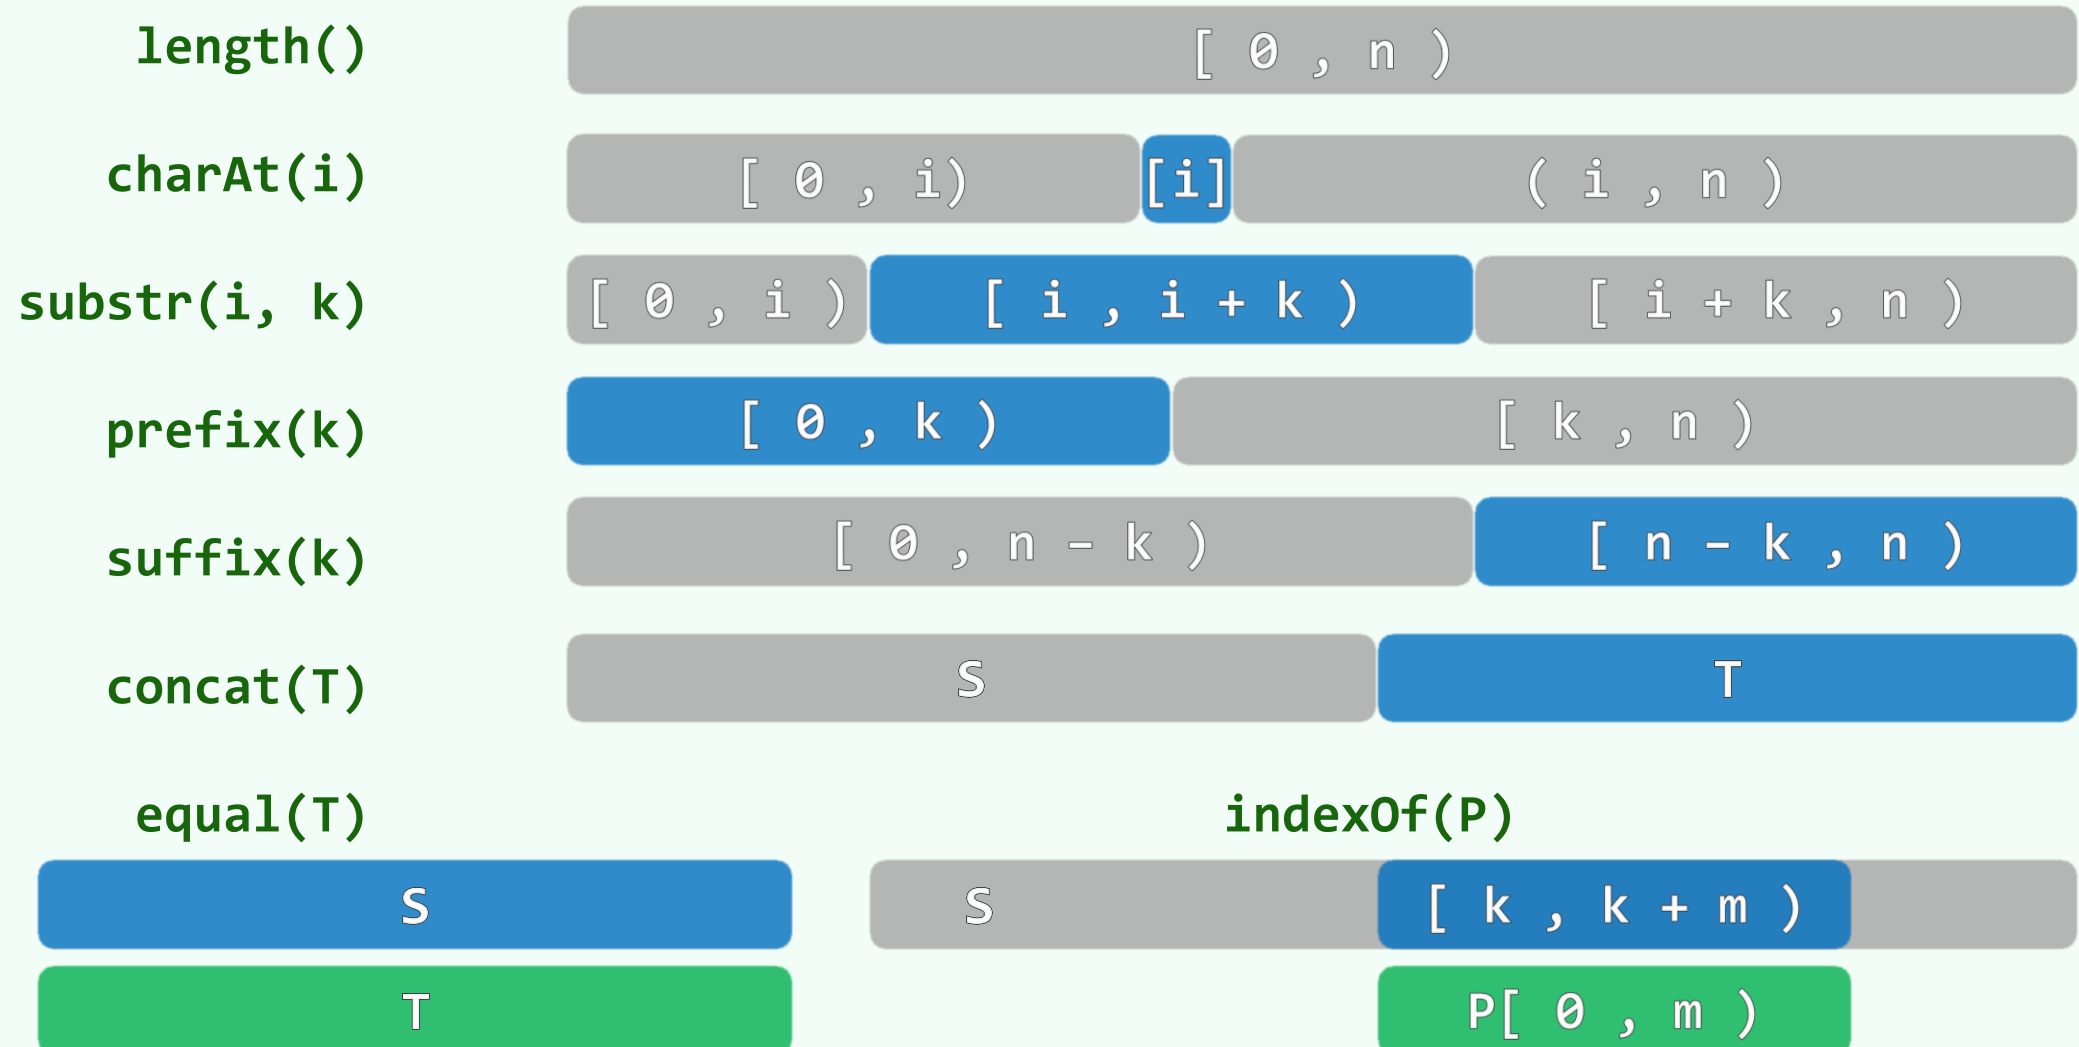 length() [ 0 , n )
charAt(i) [ 0 , i) [i] ( i , n )
substr(i, k) [ 0 , i ) [ i , i + k ) [ i + k , n )
prefix(k) [ 0 , k ) [ k , n )
suffix(k) [ 0 , n – k ) [ n – k , n )
concat(T) S T
equal(T) indexOf(P)
S S [ k , k + m )
T P[ 0 , m )